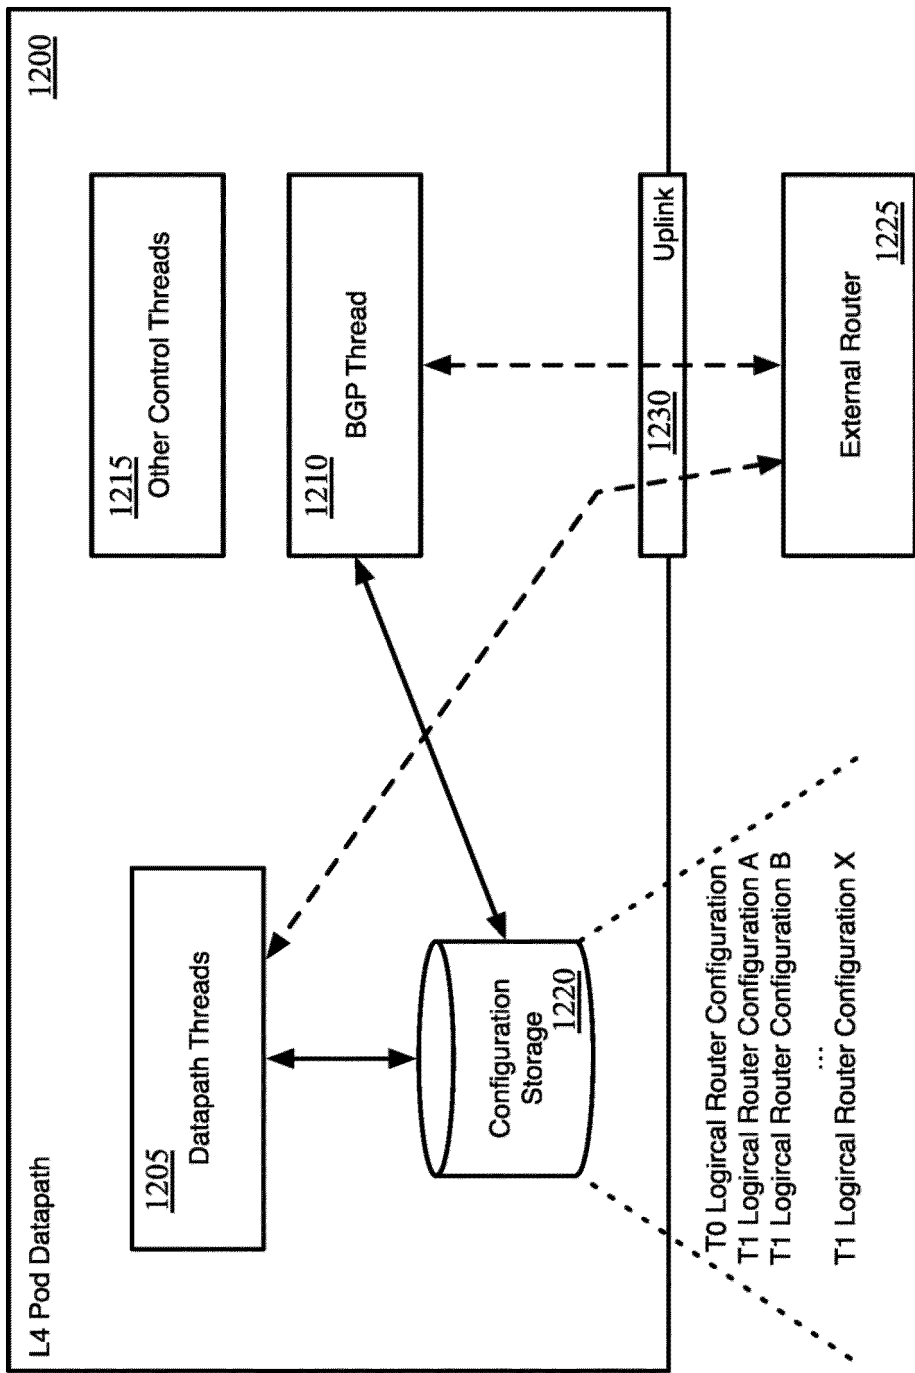 L4 Pod Datapath
1200
1205
Datapath Threads
1215
Other Control Threads
1210
BGP Thread
Configuration
Storage
1220
1230
Uplink
External Router
1225
T0 Logircal Router Configuration
T1 Logircal Router Configuration A
T1 Logircal Router Configuration B
...
T1 Logircal Router Configuration X